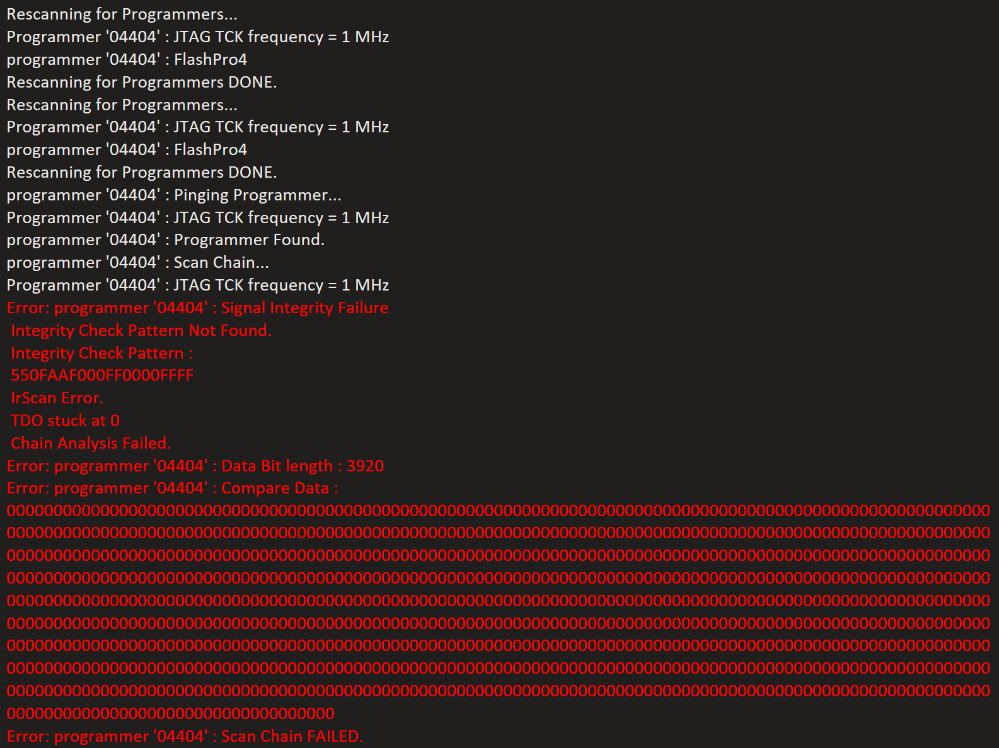 Rescanning for Programmers...
Programmer '04404' : JTAG TCK frequency = 1 MHz
programmer '04404' : FlashPro4
Rescanning for Programmers DONE.
Rescanning for Programmers...
Programmer '04404' : JTAG TCK frequency = 1 MHz
programmer '04404' : FlashPro4
Rescanning for Programmers DONE.
programmer '04404' : Pinging Programmer...
Programmer '04404' : JTAG TCK frequency = 1 MHz
programmer '04404' : Programmer Found.
programmer '04404' : Scan Chain...
Programmer '04404' : JTAG TCK frequency = 1 MHz
Error: programmer '04404' : Signal Integrity Failure
Integrity Check Pattern Not Found.
Integrity Check Pattern :
550FAAF000FF0000FFFF
IrScan Error.
TDO stuck at 0
Chain Analysis Failed.
Error: programmer '04404' : Data Bit length : 3920
Error: programmer '04404' : Compare Data :
000000000000000000000000000000000000000000000000000000000000000000000000000000000000000000000000000000000
000000000000000000000000000000000000000000000000000000000000000000000000000000000000000000000000000000000
000000000000000000000000000000000000000000000000000000000000000000000000000000000000000000000000000000000
000000000000000000000000000000000000000000000000000000000000000000000000000000000000000000000000000000000
000000000000000000000000000000000000000000000000000000000000000000000000000000000000000000000000000000000
000000000000000000000000000000000000000000000000000000000000000000000000000000000000000000000000000000000
000000000000000000000000000000000000000000000000000000000000000000000000000000000000000000000000000000000
000000000000000000000000000000000000000000000000000000000000000000000000000000000000000000000000000000000
000000000000000000000000000000000000000000000000000000000000000000000000000000000000000000000000000000000
00000000000000000000000000000000000
Error: programmer '04404' : Scan Chain FAILED.